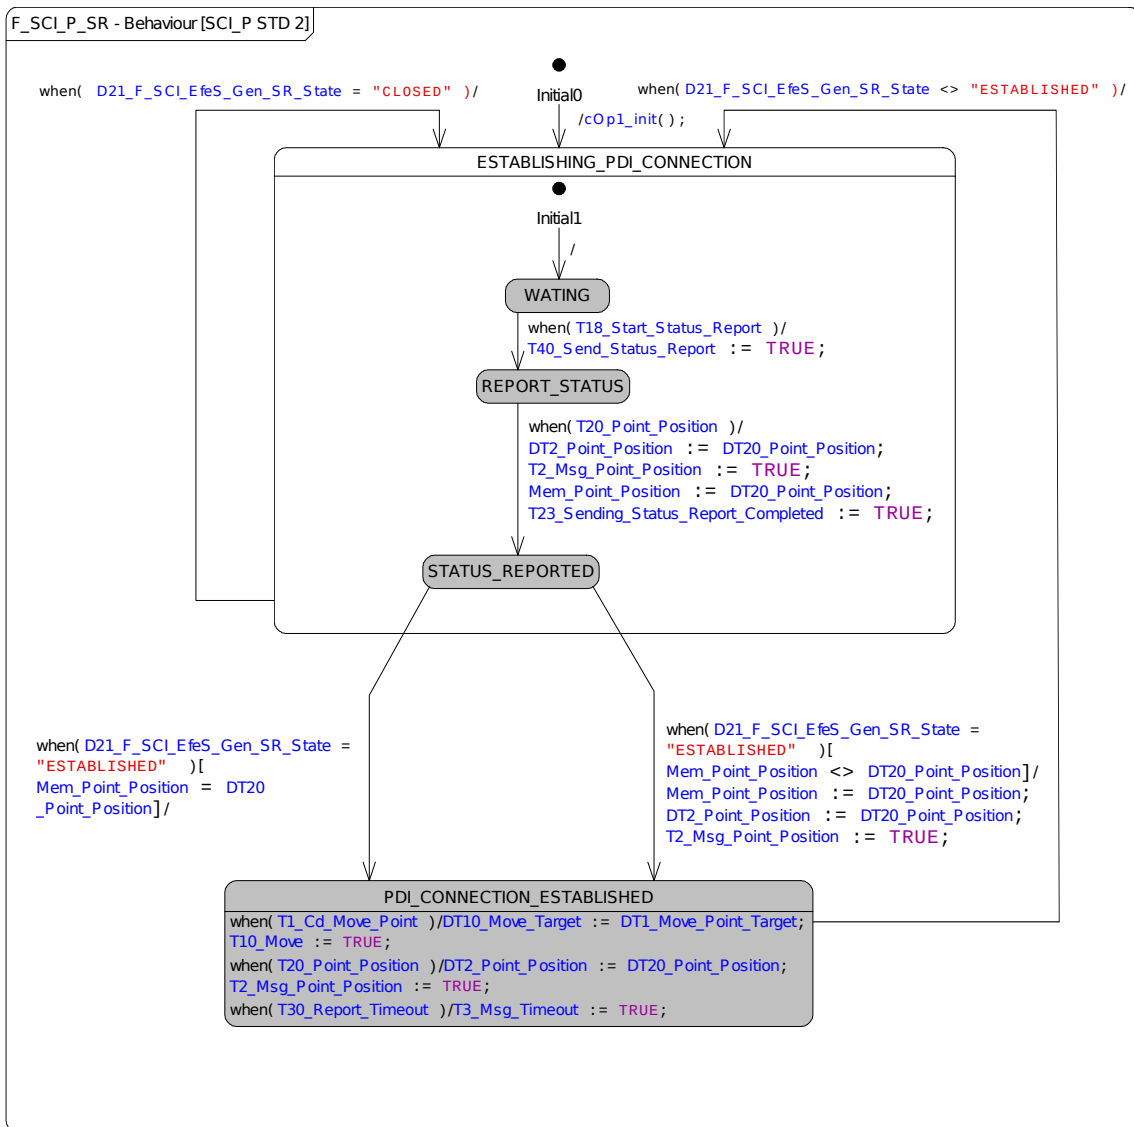 F_SCI_P_SR - Behaviour [SCI_P STD 2]
when( D21_F_SCI_EfeS_Gen_SR_State = "CLOSED" )/
Initial0
when( D21_F_SCI_EfeS_Gen_SR_State <> "ESTABLISHED" )/
/cOp1_init();
ESTABLISHING_PDI_CONNECTION
Initial1
/
WATING
when( T18_Start_Status_Report )/
T40_Send_Status_Report := TRUE;
REPORT_STATUS
when( T20_Point_Position )/
DT2_Point_Position := DT20_Point_Position;
T2_Msg_Point_Position := TRUE;
Mem_Point_Position := DT20_Point_Position;
T23_Sending_Status_Report_Completed := TRUE;
STATUS_REPORTED
when( D21_F_SCI_EfeS_Gen_SR_State =
"ESTABLISHED" )[
Mem_Point_Position = DT20
_Point_Position]/
when( D21_F_SCI_EfeS_Gen_SR_State =
"ESTABLISHED" )[
Mem_Point_Position <> DT20_Point_Position]/
Mem_Point_Position := DT20_Point_Position;
DT2_Point_Position := DT20_Point_Position;
T2_Msg_Point_Position := TRUE;
PDI_CONNECTION_ESTABLISHED
when( T1_Cd_Move_Point )/DT10_Move_Target := DT1_Move_Point_Target;
T10_Move := TRUE;
when( T20_Point_Position )/DT2_Point_Position := DT20_Point_Position;
T2_Msg_Point_Position := TRUE;
when( T30_Report_Timeout )/T3_Msg_Timeout := TRUE;